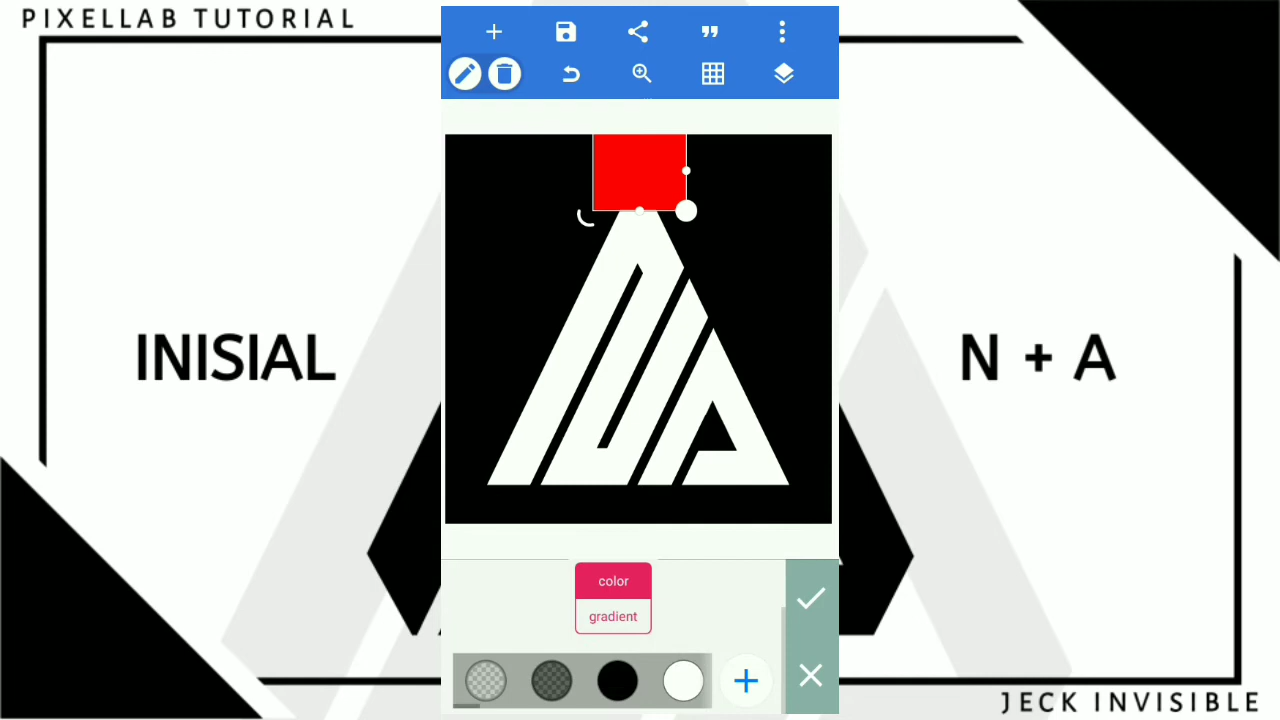 PIXELLAB TUTORIAL
INISIAL
N + A
color
gradient
JECK INVISIBLE